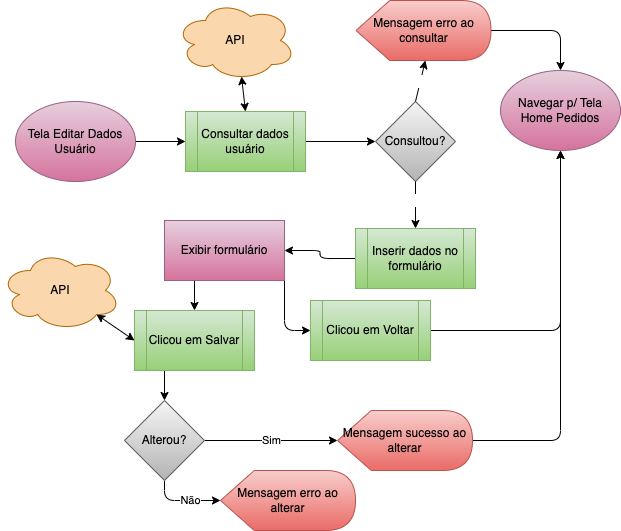 Mensagem erro ao
consultar
API
Tela Editar Dados
Usuário
Consultar dados
usuário
Consultou?
Navegar p/ Tela
Home Pedidos
Exibir formulário
Inserir dados no
formulário
API
Clicou em Salvar
Clicou em Voltar
Alterou?
Sim
Mensagem sucesso ao
alterar
Não
Mensagem erro ao
alterar